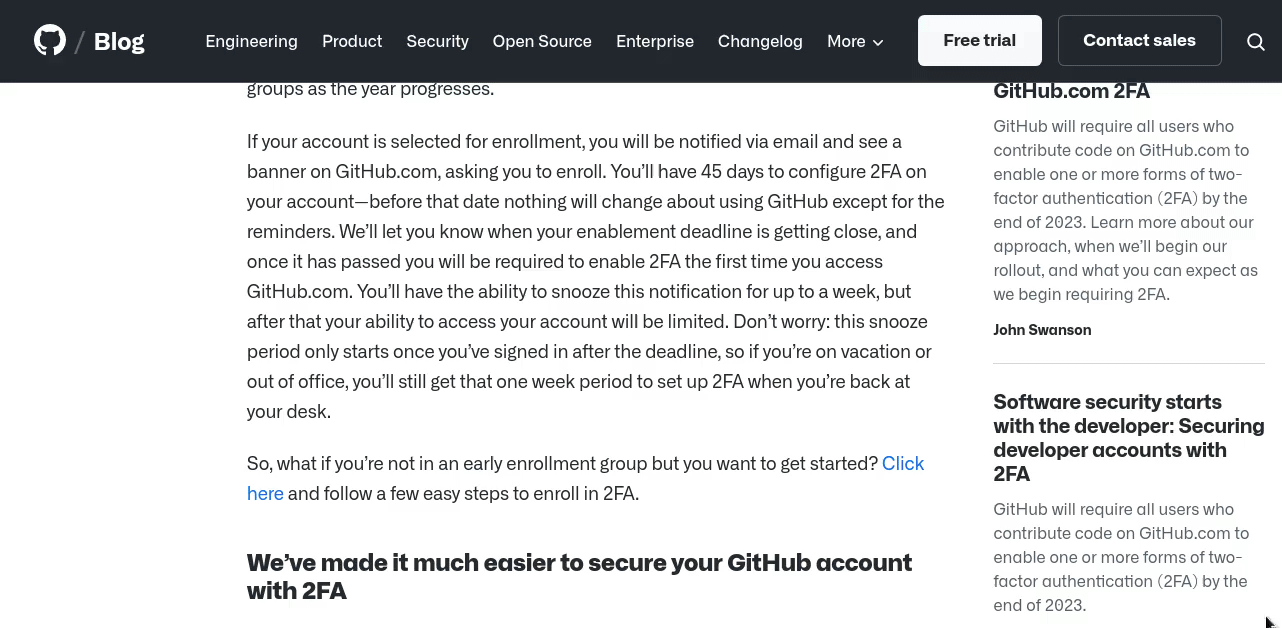 / Blog
Engineering Product Security Open Source Enterprise Changelog More Free trial Contact sales
groups as the year progresses.
If your account is selected for enrollment, you will be notified via email and see a
banner on GitHub.com, asking you to enroll. You’ll have 45 days to configure 2FA on
your account—before that date nothing will change about using GitHub except for the
reminders. We’ll let you know when your enablement deadline is getting close, and
once it has passed you will be required to enable 2FA the first time you access
GitHub.com. You’ll have the ability to snooze this notification for up to a week, but
after that your ability to access your account will be limited. Don’t worry: this snooze
period only starts once you’ve signed in after the deadline, so if you’re on vacation or
out of office, you’ll still get that one week period to set up 2FA when you’re back at
your desk.
So, what if you’re not in an early enrollment group but you want to get started? Click
here and follow a few easy steps to enroll in 2FA.
We’ve made it much easier to secure your GitHub account
with 2FA
GitHub.com 2FA
GitHub will require all users who
contribute code on GitHub.com to
enable one or more forms of two-
factor authentication (2FA) by the
end of 2023. Learn more about our
approach, when we’ll begin our
rollout, and what you can expect as
we begin requiring 2FA.
John Swanson
Software security starts
with the developer: Securing
developer accounts with
2FA
GitHub will require all users who
contribute code on GitHub.com to
enable one or more forms of two-
factor authentication (2FA) by the
end of 2023.